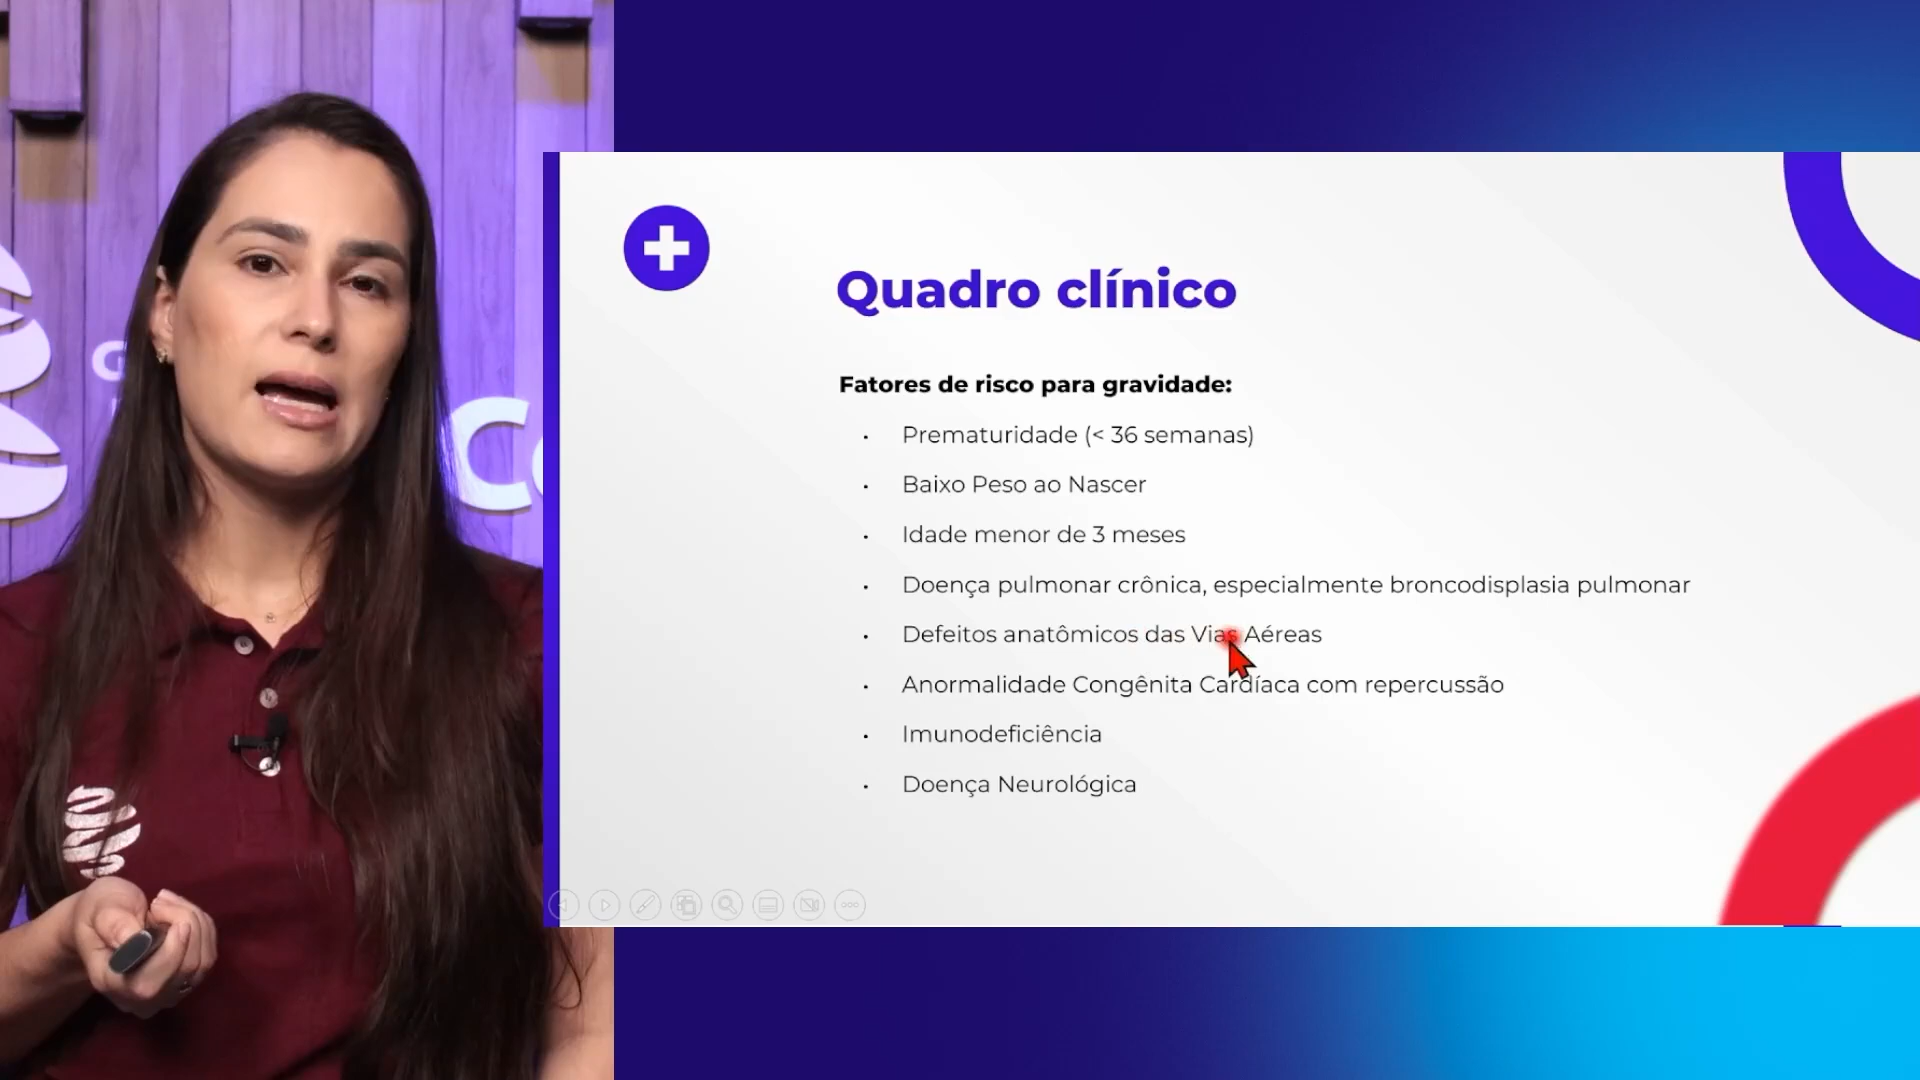 Quadro clínico
Fatores de risco para gravidade:
• Prematuridade (< 36 semanas)
• Baixo Peso ao Nascer
• Idade menor de 3 meses
• Doença pulmonar crônica, especialmente broncodisplasia pulmonar
• Defeitos anatômicos das Vias Aéreas
• Anormalidade Congênita Cardíaca com repercussão
• Imunodeficiência
• Doença Neurológica